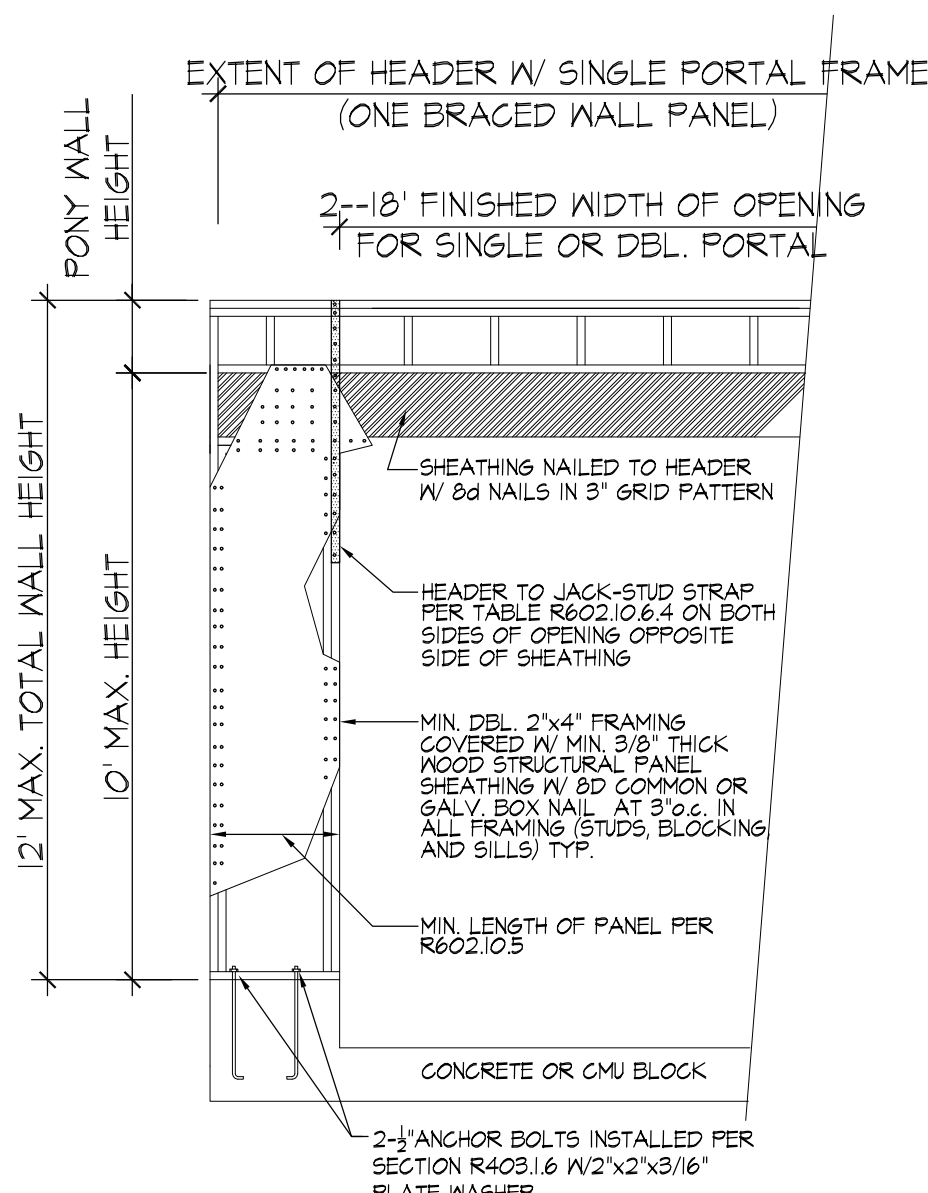 EXTENT OF HEADER W/ SINGLE PORTAL FRAME
(ONE BRACED WALL PANEL)
PONY WALL
HEIGHT
2--18' FINISHED WIDTH OF OPENING
FOR SINGLE OR DBL. PORTAL
12' MAX. TOTAL WALL HEIGHT
10' MAX. HEIGHT
SHEATHING NAILED TO HEADER
W/ 8d NAILS IN 3" GRID PATTERN
HEADER TO JACK-STUD STRAP
PER TABLE R602.10.6.4 ON BOTH
SIDES OF OPENING OPPOSITE
SIDE OF SHEATHING
MIN. DBL. 2"x4" FRAMING
COVERED W/ MIN. 3/8" THICK
WOOD STRUCTURAL PANEL
SHEATHING W/ 8D COMMON OR
GALV. BOX NAIL AT 3"o.c. IN
ALL FRAMING (STUDS, BLOCKING,
AND SILLS) TYP.
MIN. LENGTH OF PANEL PER
R602.10.5
CONCRETE OR CMU BLOCK
2-1/2"ANCHOR BOLTS INSTALLED PER
SECTION R403.1.6 W/2"x2"x3/16"
PLATE WASHER